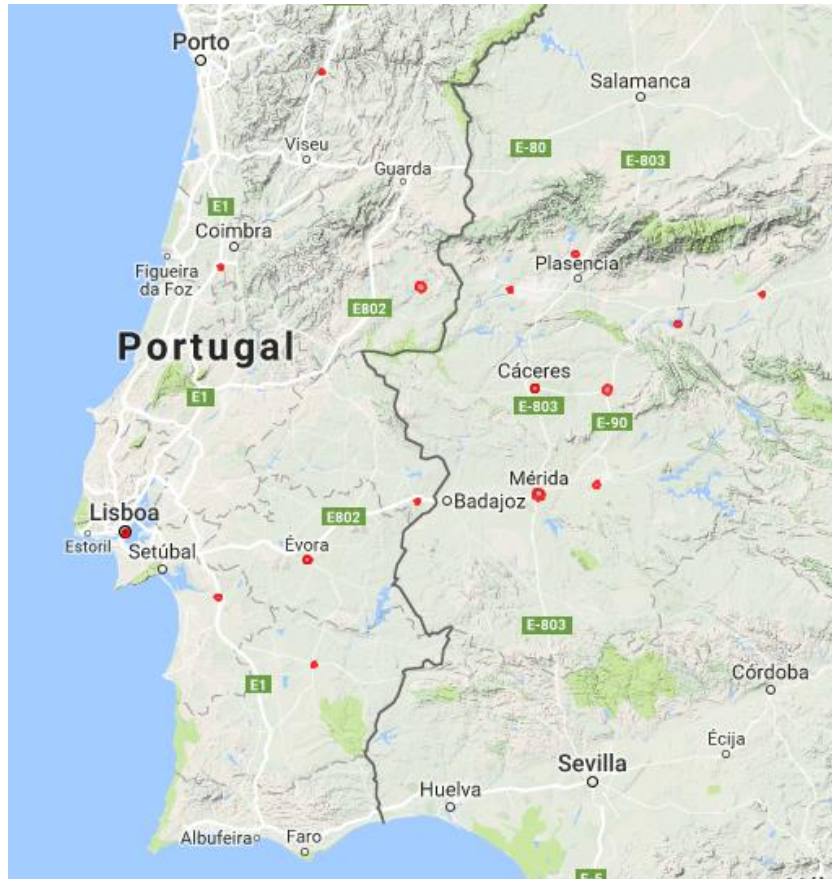 Porto
Salamanca
Viseu
E-80
E-803
Guarda
E1
Coimbra
Figueira
da Foz
Plasencia
E802
Portugal
Cáceres
E1
E-803
E-90
Mérida
Badajoz
Lisboa
E802
Estoril
Setúbal
Évora
E-803
Córdoba
E1
Écija
Sevilla
Huelva
Albufeira
Faro
E-5